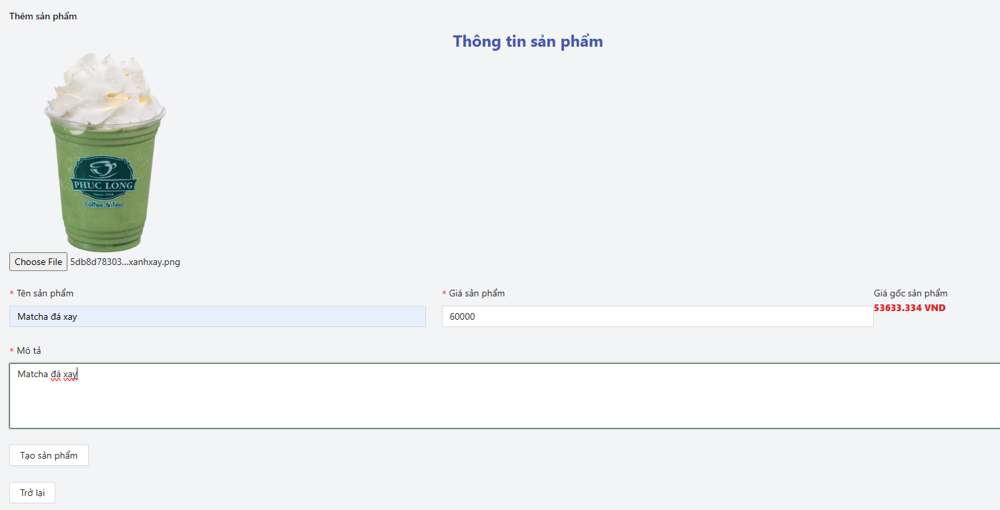 Thêm sản phẩm
Thông tin sản phẩm
PHUC LONG
Since 1968
Coffee & Tea
Choose File 5db8d78303...xanhxay.png
* Tên sản phẩm * Giá sản phẩm Giá gốc sản phẩm
Matcha đá xay 60000 53633.334 VND
* Mô tả
Matcha đá xay
Tạo sản phẩm
Trở lại